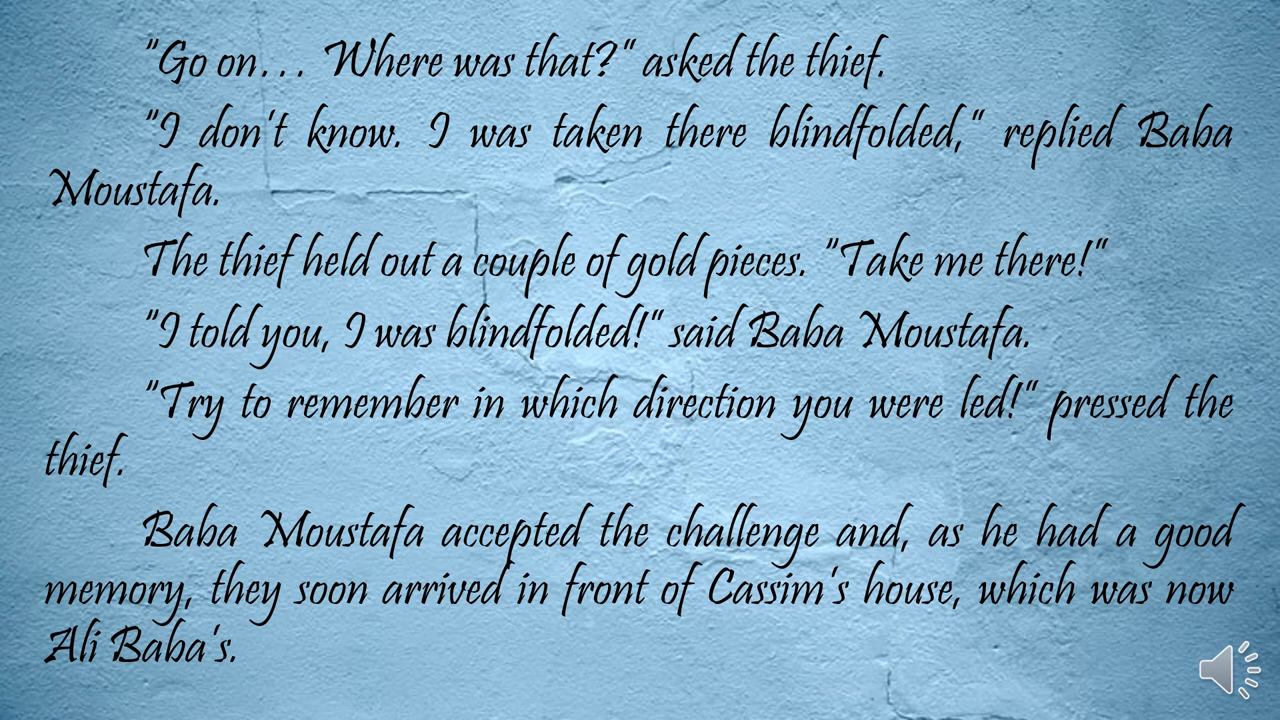 "Go on… Where was that?" asked the thief.
"I don't know. I was taken there blindfolded," replied Baba
Moustafa.
The thief held out a couple of gold pieces. "Take me there!"
"I told you, I was blindfolded!" said Baba Moustafa.
"Try to remember in which direction you were led!" pressed the
thief.
Baba Moustafa accepted the challenge and, as he had a good
memory, they soon arrived in front of Cassim's house, which was now
Ali Baba's.